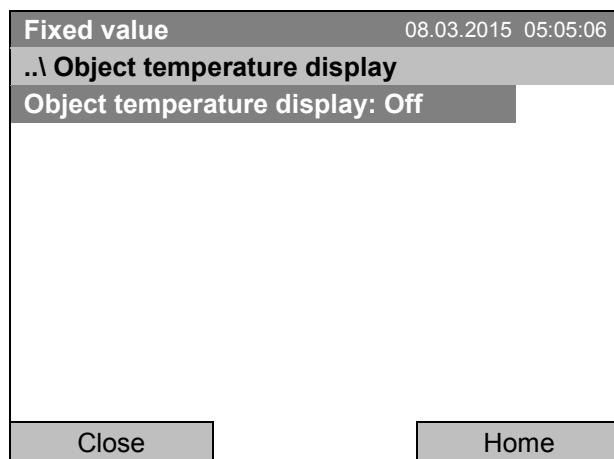 Fixed value 08.03.2015 05:05:06
..\ Object temperature display
Object temperature display: Off
Close Home